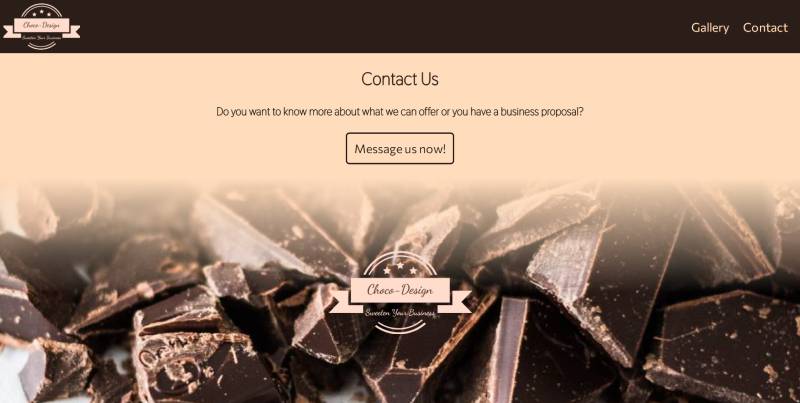 Choco-Design
Sweeten Your Business
Gallery Contact
Contact Us
Do you want to know more about what we can offer or you have a business proposal?
Message us now!
Choco-Design
Sweeten Your Business